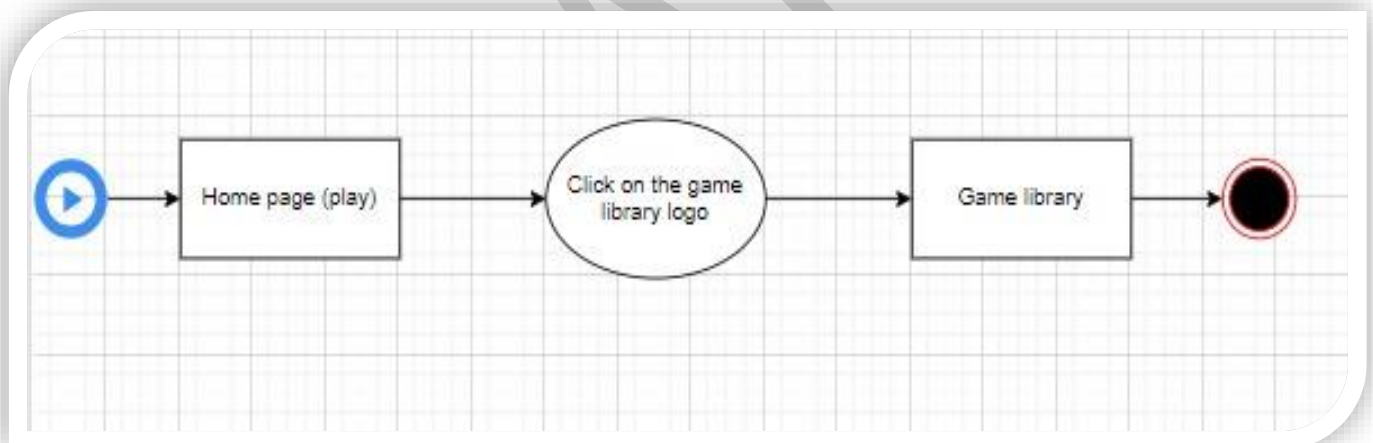 Home page (play)
Click on the game
library logo
Game library